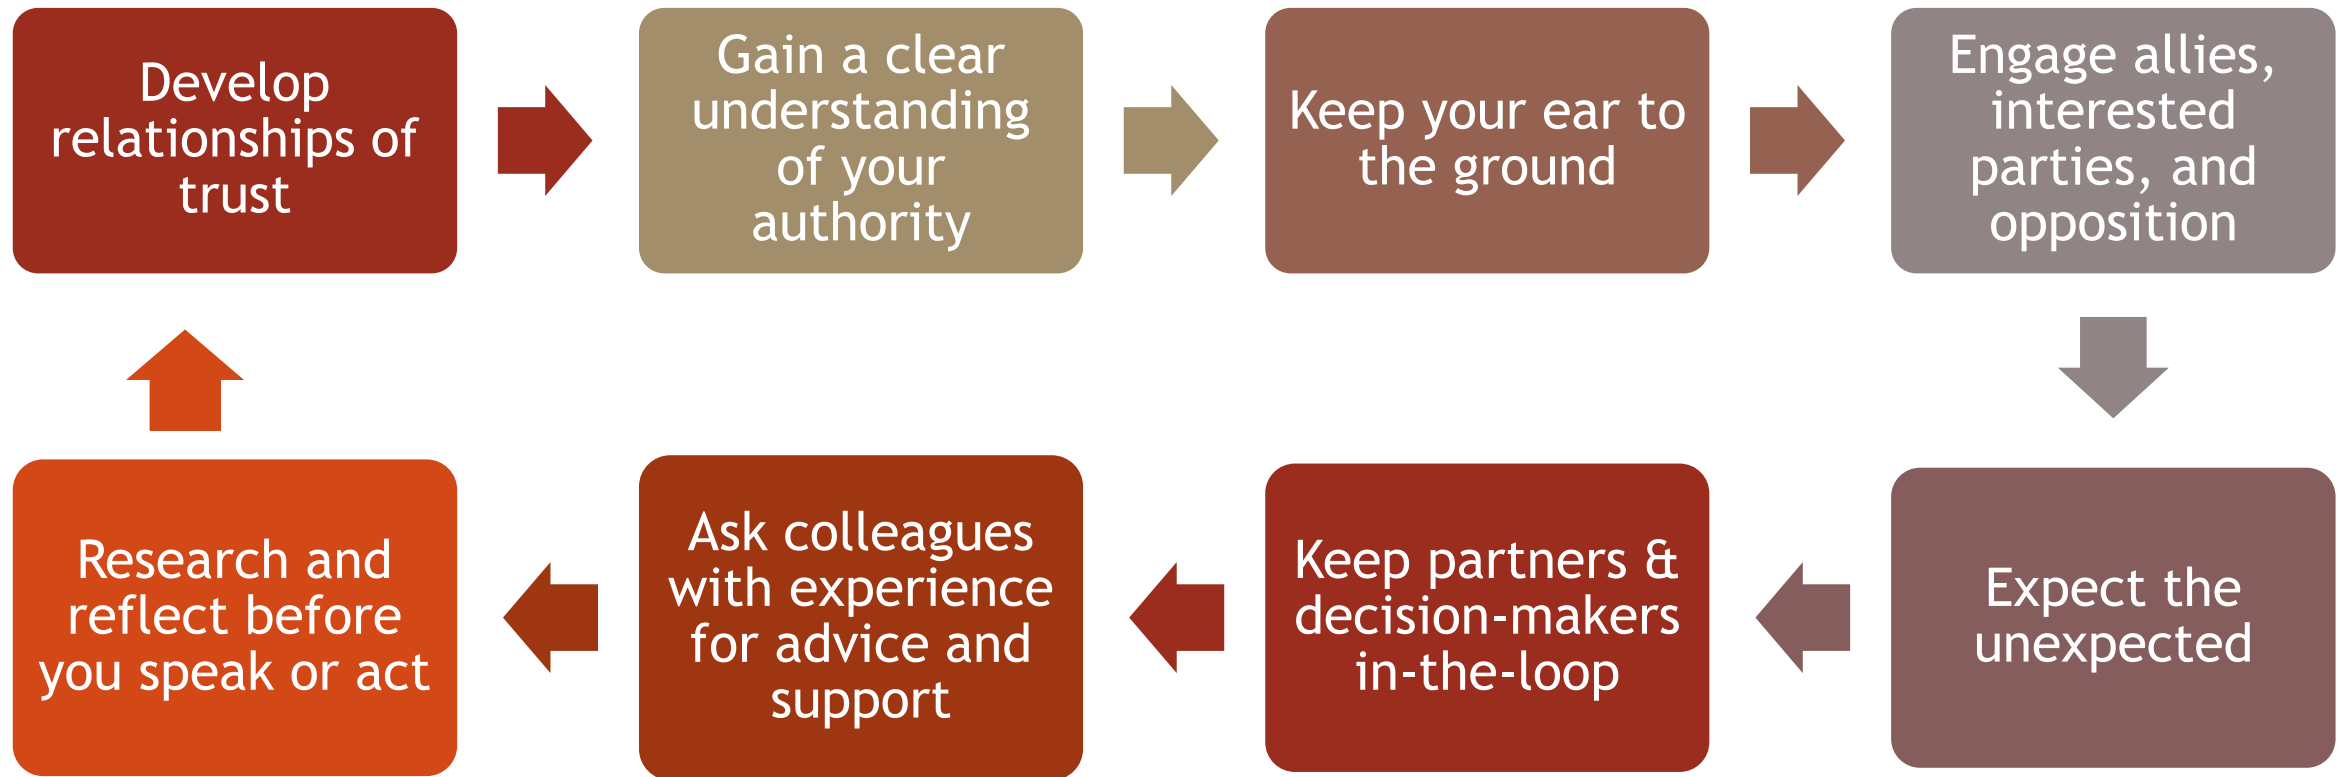 Develop
relationships of
trust
Gain a clear
understanding
of your
authority
Keep your ear to
the ground
Engage allies,
interested
parties, and
opposition
Expect the
unexpected
Keep partners &
decision-makers
in-the-loop
Ask colleagues
with experience
for advice and
support
Research and
reflect before
you speak or act